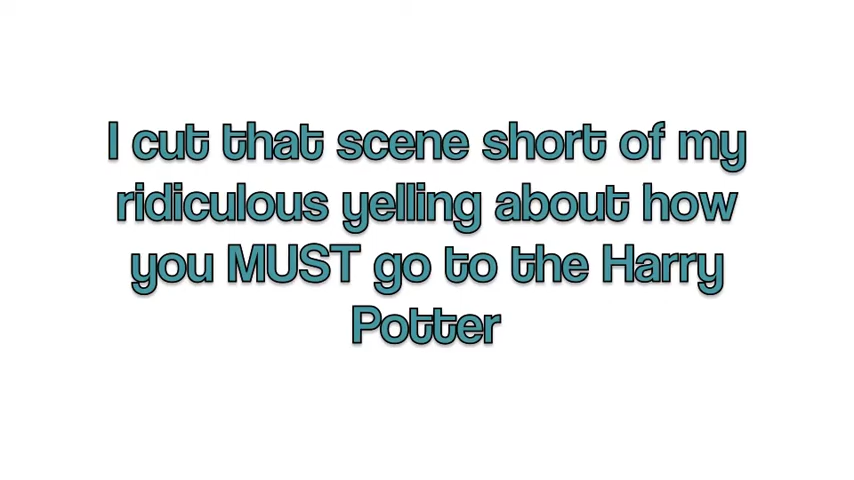 I cut that scene short of my
ridiculous yelling about how
you MUST go to the Harry
Potter